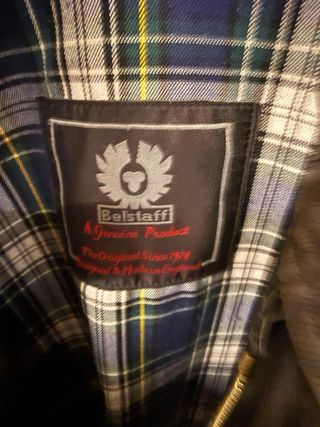 Belstaff
A Genuine Product
The Original Since 1924
Designed & Made in England